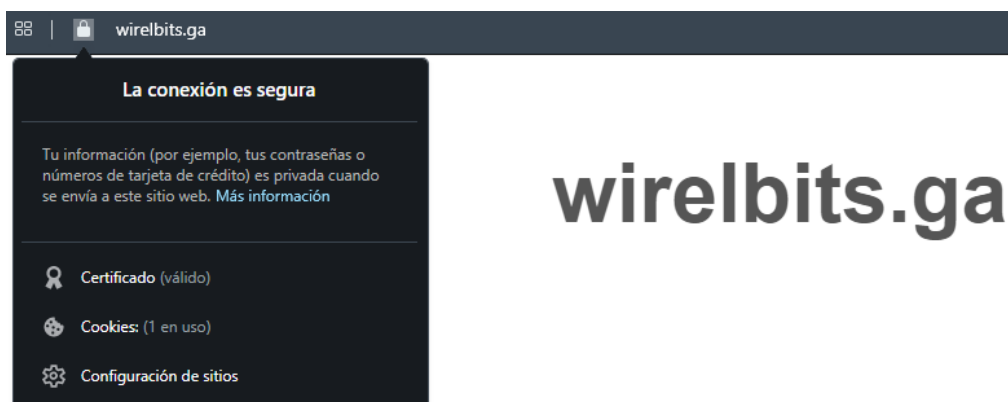 wirelbits.ga
La conexión es segura
Tu información (por ejemplo, tus contraseñas o
números de tarjeta de crédito) es privada cuando
se envía a este sitio web. Más información
Certificado (válido)
Cookies: (1 en uso)
Configuración de sitios
wirelbits.ga